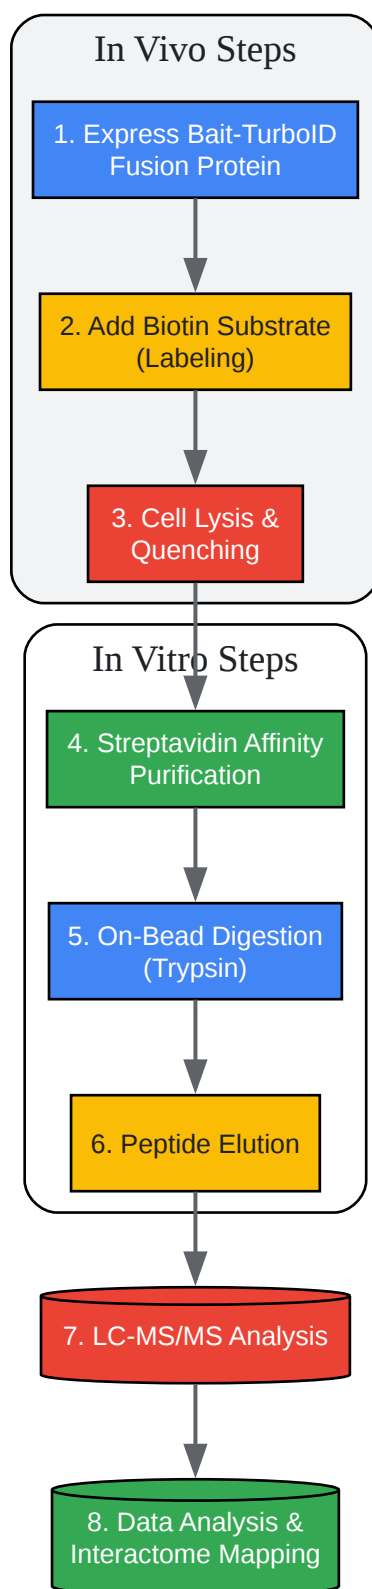 In Vivo Steps
1. Express Bait-TurboID
Fusion Protein
2. Add Biotin Substrate
(Labeling)
3. Cell Lysis &
Quenching
In Vitro Steps
4. Streptavidin Affinity
Purification
5. On-Bead Digestion
(Trypsin)
6. Peptide Elution
7. LC-MS/MS Analysis
8. Data Analysis &
Interactome Mapping